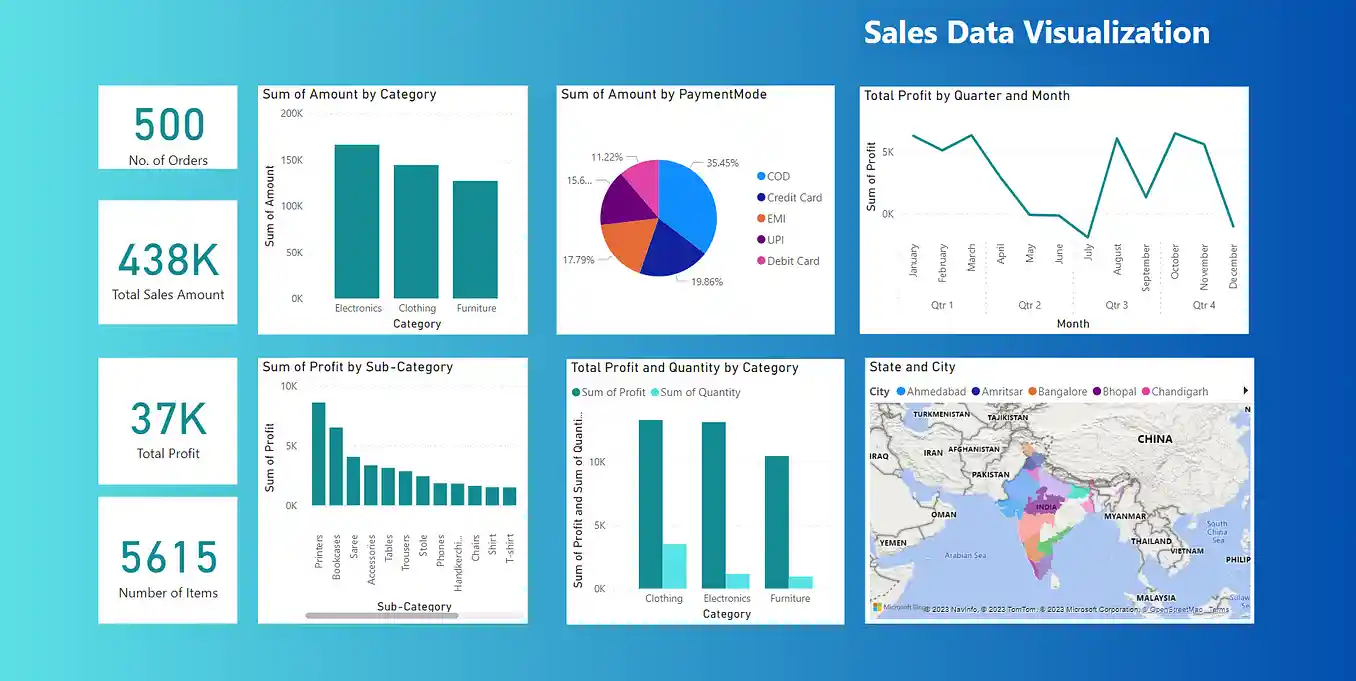 Sales Data Visualization
500
No. of Orders
438K
Total Sales Amount
37K
Total Profit
5615
Number of Items
Sum of Amount by Category
Sum of Amount
200K
150K
100K
50K
0K
Electronics Clothing Furniture
Category
Sum of Amount by PaymentMode
35.45%
19.86%
17.79%
15.6...
11.22%
COD
Credit Card
EMI
UPI
Debit Card
Total Profit by Quarter and Month
Sum of Profit
5K
0K
January February March April May June July August September October November December
Qtr 1 Qtr 2 Qtr 3 Qtr 4
Month
Sum of Profit by Sub-Category
Sum of Profit
10K
5K
0K
Printers Bookcases Saree Accessories Tables Trousers Stole Phones Handkerchi... Chairs Shirt T-shirt
Sub-Category
Total Profit and Quantity by Category
Sum of Profit Sum of Quantity
Sum of Profit and Sum of Quanti...
10K
5K
0K
Clothing Electronics Furniture
Category
State and City
City Ahmedabad Amritsar Bangalore Bhopal Chandigarh
TURKMENISTAN TAJIKISTAN
CHINA
IRAQ IRAN AFGHANISTAN
PAKISTAN
INDIA
OMAN
MYANMAR
YEMEN
THAILAND
VIETNAM
South
China
Sea
Arabian Sea
PHILIP
MALAYSIA
Microsoft Bing
© 2023 NavInfo, © 2023 TomTom, © 2023 Microsoft Corporation, © OpenStreetMap Terms